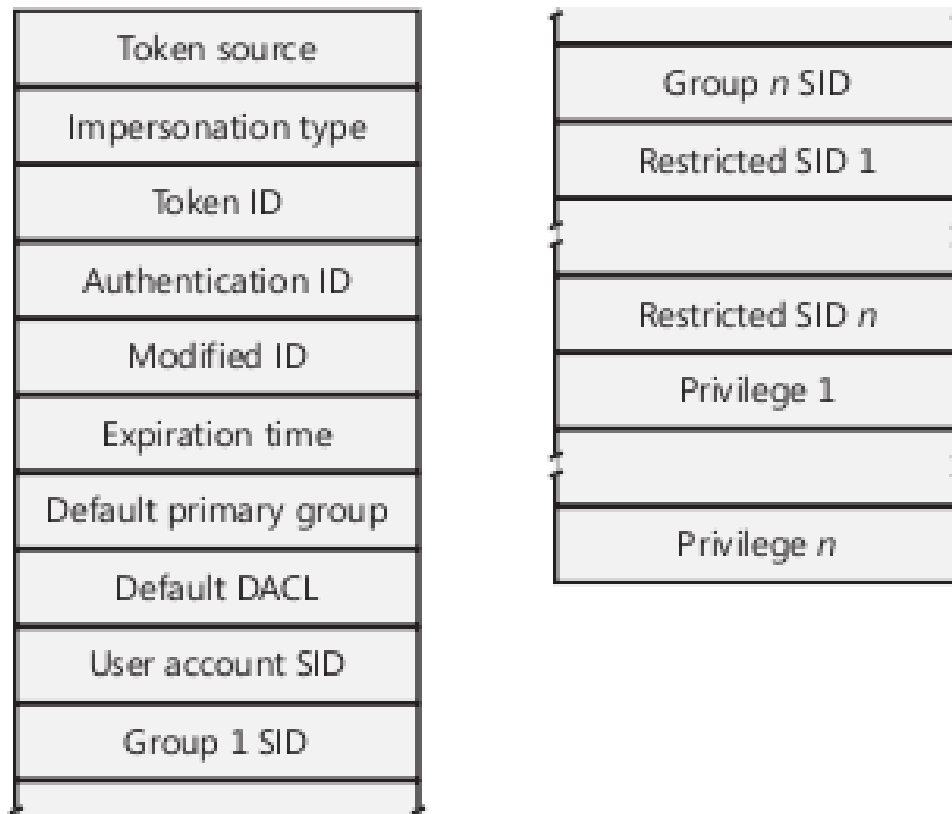 Token source
Impersonation type
Token ID
Authentication ID
Modified ID
Expiration time
Default primary group
Default DACL
User account SID
Group 1 SID
Group n SID
Restricted SID 1
Restricted SID n
Privilege 1
Privilege n